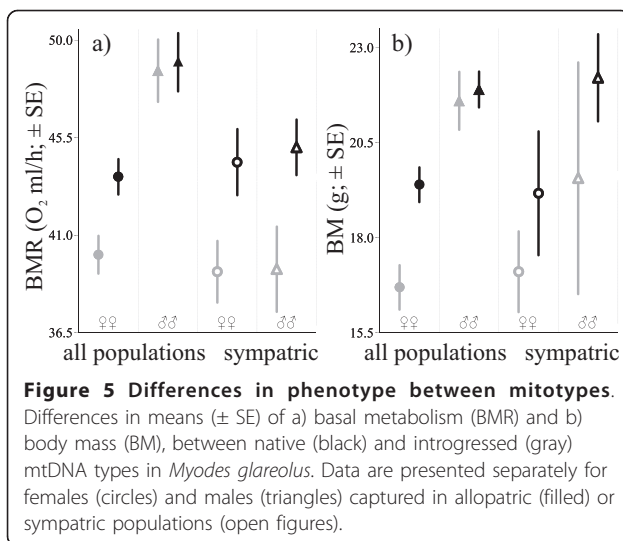 a)
50.0
45.5
41.0
36.5
BMR (O₂ ml/h; ± SE)
♀♀ ♂♂ ♀♀ ♂♂
all populations sympatric
b)
23.0
20.5
18.0
15.5
BM (g; ± SE)
♀♀ ♂♂ ♀♀ ♂♂
all populations sympatric
Figure 5 Differences in phenotype between mitotypes.
Differences in means (± SE) of a) basal metabolism (BMR) and b)
body mass (BM), between native (black) and introgressed (gray)
mtDNA types in Myodes glareolus. Data are presented separately for
females (circles) and males (triangles) captured in allopatric (filled) or
sympatric populations (open figures).